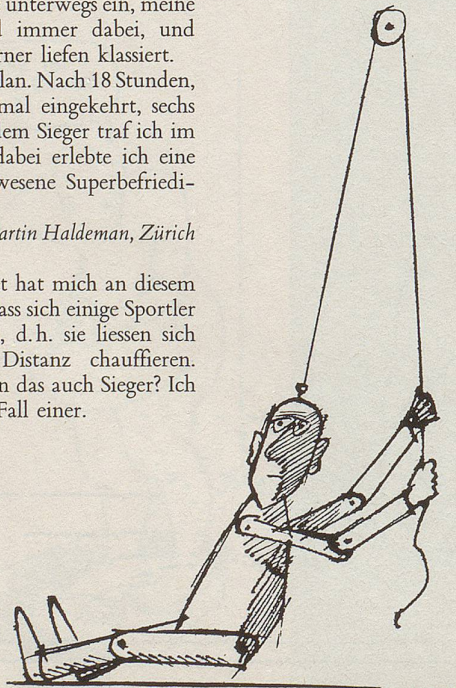 unterwegs ein, meine
immer dabei, und
rner liefen klassiert.
lan. Nach 18 Stunden,
mal eingekehrt, sechs
uem Sieger traf ich im
dabei erlebte ich eine
wesene Superbefriedi-
artin Haldeman, Zürich
t hat mich an diesem
ass sich einige Sportler
, d. h. sie liessen sich
Distanz chauffieren.
n das auch Sieger? Ich
Fall einer.